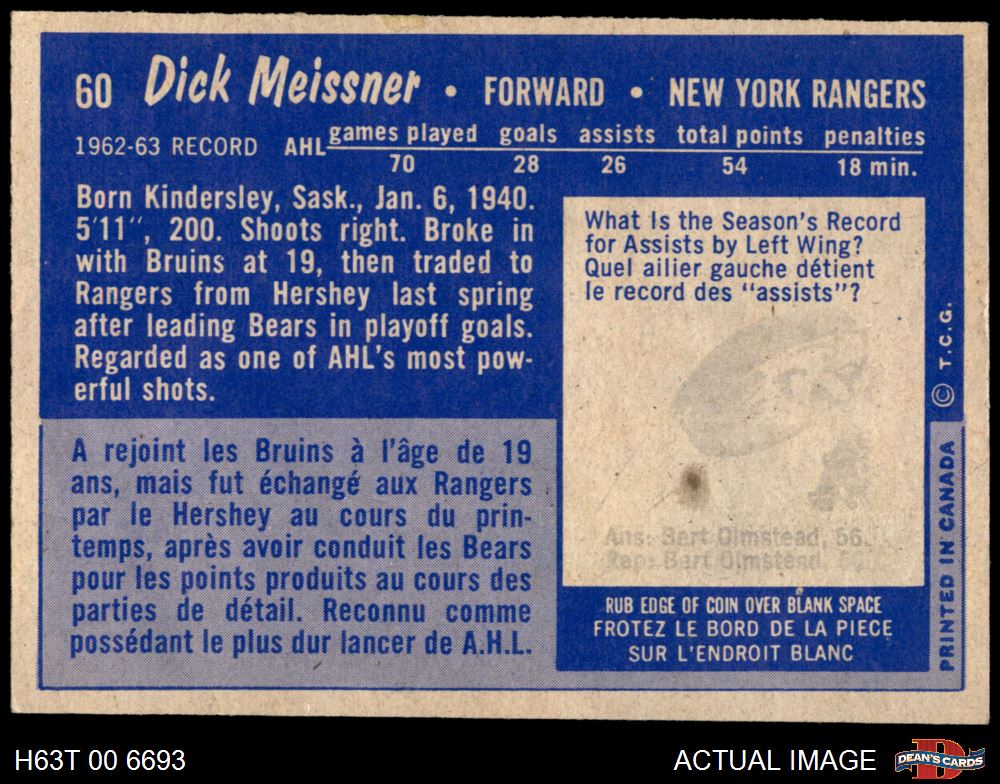 60 Dick Meissner • FORWARD • NEW YORK RANGERS
games played goals assists total points penalties
1962-63 RECORD AHL 70 28 26 54 18 min.
Born Kindersley, Sask., Jan. 6, 1940.
5'11", 200. Shoots right. Broke in
with Bruins at 19, then traded to
Rangers from Hershey last spring
after leading Bears in playoff goals.
Regarded as one of AHL's most pow-
erful shots.
A rejoint les Bruins à l'âge de 19
ans, mais fut échangé aux Rangers
par le Hershey au cours du prin-
temps, après avoir conduit les Bears
pour les points produits au cours des
parties de détail. Reconnu comme
possédant le plus dur lancer de A.H.L.
What Is the Season's Record
for Assists by Left Wing?
Quel ailier gauche détient
le record des "assists"?
Ans: Bert Olmstead, 56.
Rep: Bert Olmstead, 56.
RUB EDGE OF COIN OVER BLANK SPACE
FROTEZ LE BORD DE LA PIECE
SUR L'ENDROIT BLANC
PRINTED IN CANADA © T.C.G.
H63T 00 6693
ACTUAL IMAGE
DEAN'S CARDS